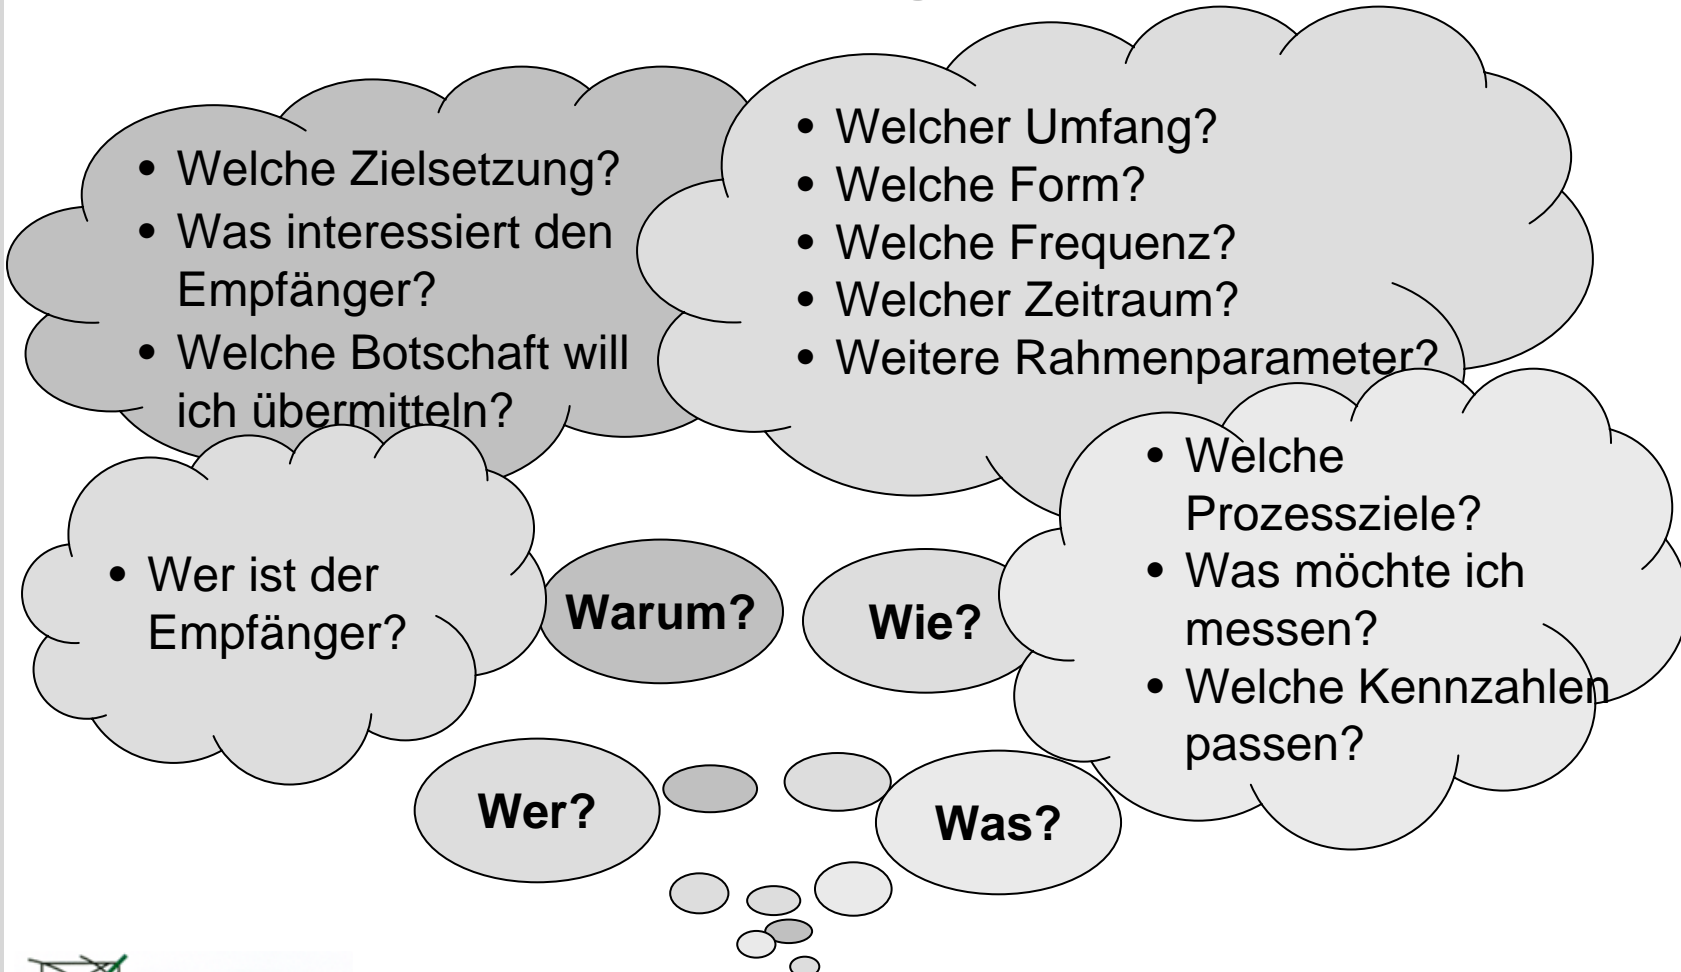 • Welche Zielsetzung?
• Was interessiert den
Empfänger?
• Welche Botschaft will
ich übermitteln?
• Welcher Umfang?
• Welche Form?
• Welche Frequenz?
• Welcher Zeitraum?
• Weitere Rahmenparameter?
• Wer ist der
Empfänger?
• Welche
Prozessziele?
• Was möchte ich
messen?
• Welche Kennzahlen
passen?
Warum?
Wie?
Wer?
Was?